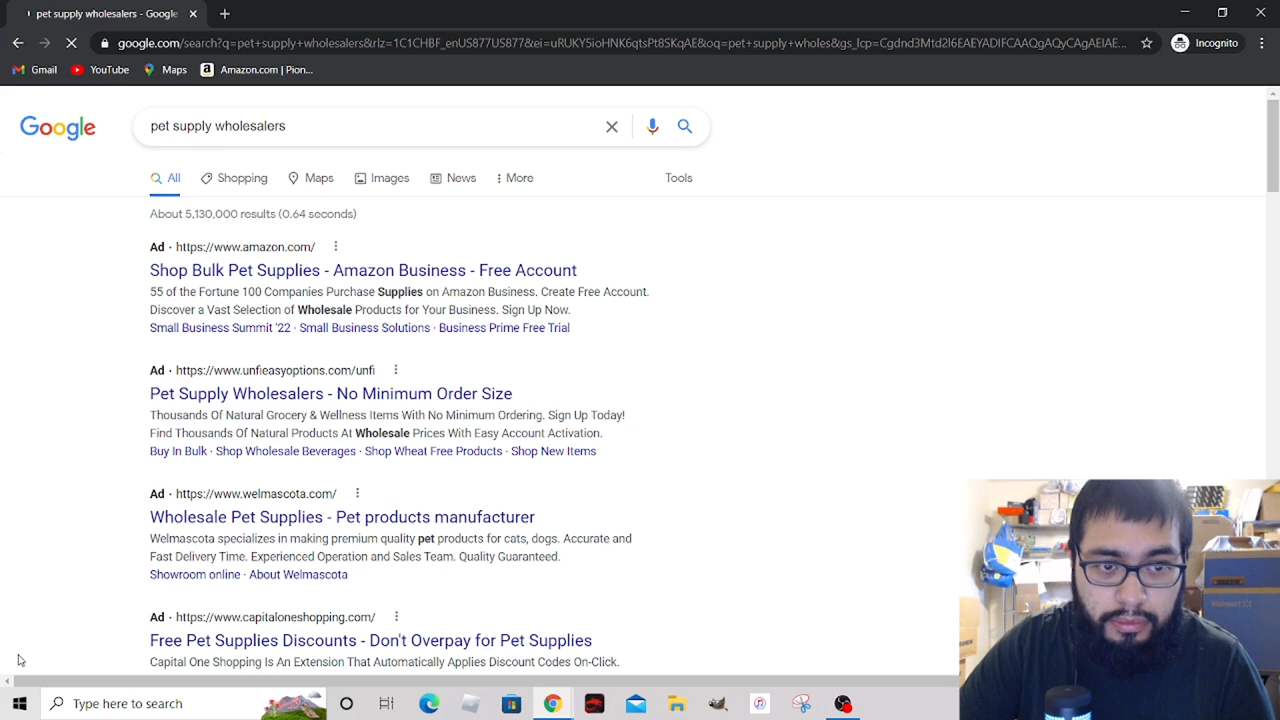 pet supply wholesalers - Google
google.com/search?q=pet+supply+wholesalers&rlz=1C1CHBF_enUS877US877&ei=uRUKY5ioHNK6qtsPt8SKqAE&oq=pet+supply+wholes&gs_lcp=Cgdnd3Mtd2l6EAEYADIFCAAQgAQyCAgAEIAE...
Incognito
Gmail
YouTube
Maps
Amazon.com | Pion...
Google
pet supply wholesalers
All
Shopping
Maps
Images
News
More
Tools
About 5,130,000 results (0.64 seconds)
Ad · https://www.amazon.com/
Shop Bulk Pet Supplies - Amazon Business - Free Account
55 of the Fortune 100 Companies Purchase Supplies on Amazon Business. Create Free Account.
Discover a Vast Selection of Wholesale Products for Your Business. Sign Up Now.
Small Business Summit '22 · Small Business Solutions · Business Prime Free Trial
Ad · https://www.unfieasyoptions.com/unfi
Pet Supply Wholesalers - No Minimum Order Size
Thousands Of Natural Grocery & Wellness Items With No Minimum Ordering. Sign Up Today!
Find Thousands Of Natural Products At Wholesale Prices With Easy Account Activation.
Buy In Bulk · Shop Wholesale Beverages · Shop Wheat Free Products · Shop New Items
Ad · https://www.welmascota.com/
Wholesale Pet Supplies - Pet products manufacturer
Welmascota specializes in making premium quality pet products for cats, dogs. Accurate and
Fast Delivery Time. Experienced Operation and Sales Team. Quality Guaranteed.
Showroom online · About Welmascota
Ad · https://www.capitaloneshopping.com/
Free Pet Supplies Discounts - Don't Overpay for Pet Supplies
Capital One Shopping Is An Extension That Automatically Applies Discount Codes On-Click.
Walmart
Type here to search